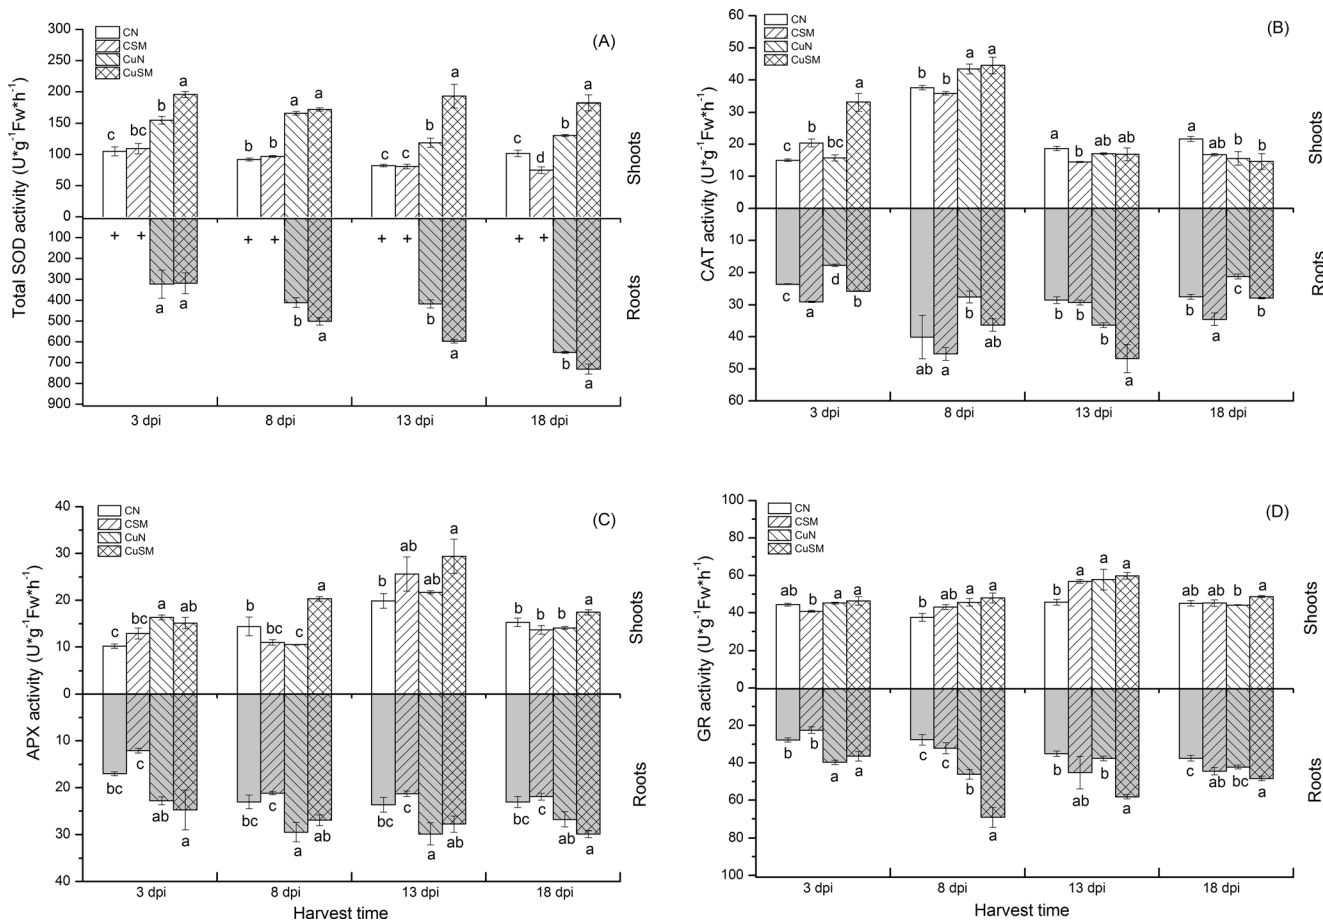 (A)
CN
CSM
CuN
CuSM
Total SOD activity (U*g⁻¹Fw*h⁻¹)
300
250
200
150
100
50
0
100
200
300
400
500
600
700
800
900
c bc b a
b b a a
c c b a
c d b a
+ + + + + + + +
a a
b a
b a
b a
Shoots
Roots
3 dpi 8 dpi 13 dpi 18 dpi
(B)
CN
CSM
CuN
CuSM
CAT activity (U*g⁻¹Fw*h⁻¹)
60
50
40
30
20
10
0
10
20
30
40
50
60
c b bc a
b b a a
a b ab ab
a ab b b
c a d b
ab a b ab
b b b a
b a c b
Shoots
Roots
3 dpi 8 dpi 13 dpi 18 dpi
(C)
CN
CSM
CuN
CuSM
APX activity (U*g⁻¹Fw*h⁻¹)
40
30
20
10
0
10
20
30
40
c bc a ab
b bc c a
b ab ab a
b b b a
bc c ab a
bc c a ab
bc c a ab
bc c ab a
Shoots
Roots
3 dpi 8 dpi 13 dpi 18 dpi
Harvest time
(D)
CN
CSM
CuN
CuSM
GR activity (U*g⁻¹Fw*h⁻¹)
100
80
60
40
20
0
20
40
60
80
100
ab b a a
b ab a a
b a a a
ab ab b a
b b a a
c c b a
b ab b a
c ab bc a
Shoots
Roots
3 dpi 8 dpi 13 dpi 18 dpi
Harvest time